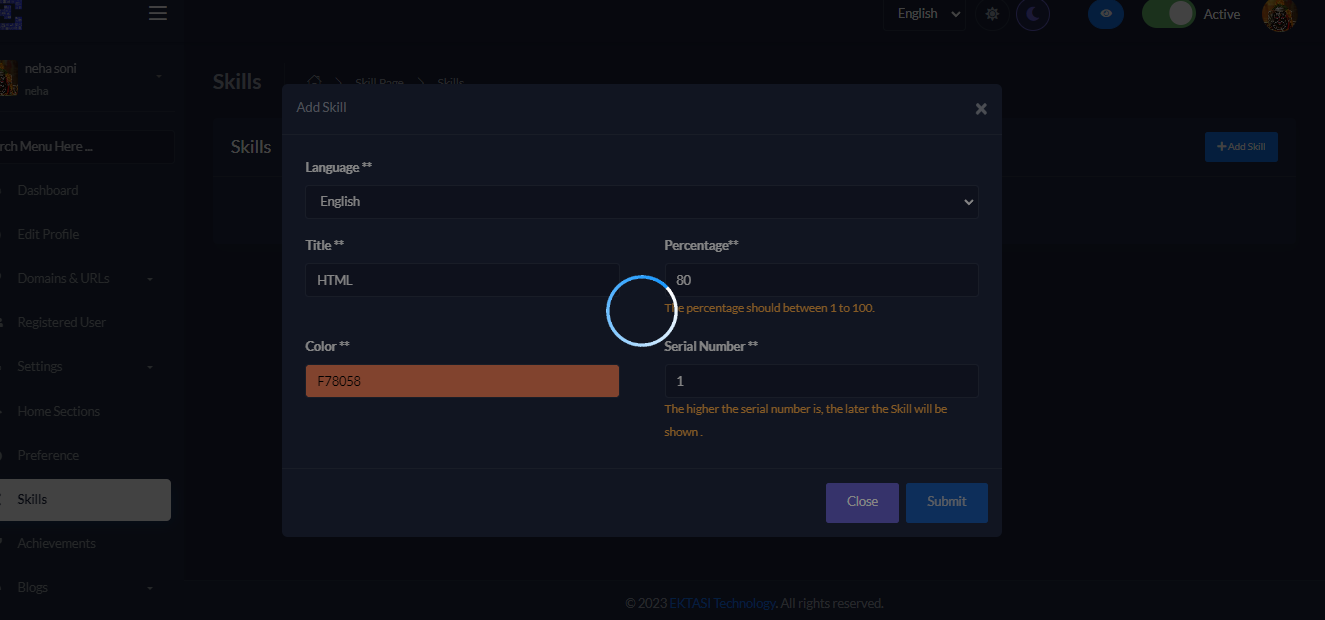 English
Active
neha soni
neha
Skills
Skill Page
Skills
Add Skill
rch Menu Here ...
Skills
+Add Skill
Language **
English
Title **
Percentage**
HTML
80
The percentage should between 1 to 100.
Color **
Serial Number **
F78058
1
The higher the serial number is, the later the Skill will be
shown .
Close
Submit
Dashboard
Edit Profile
Domains & URLs
Registered User
Settings
Home Sections
Preference
Skills
Achievements
Blogs
© 2023 EKTASI Technology. All rights reserved.